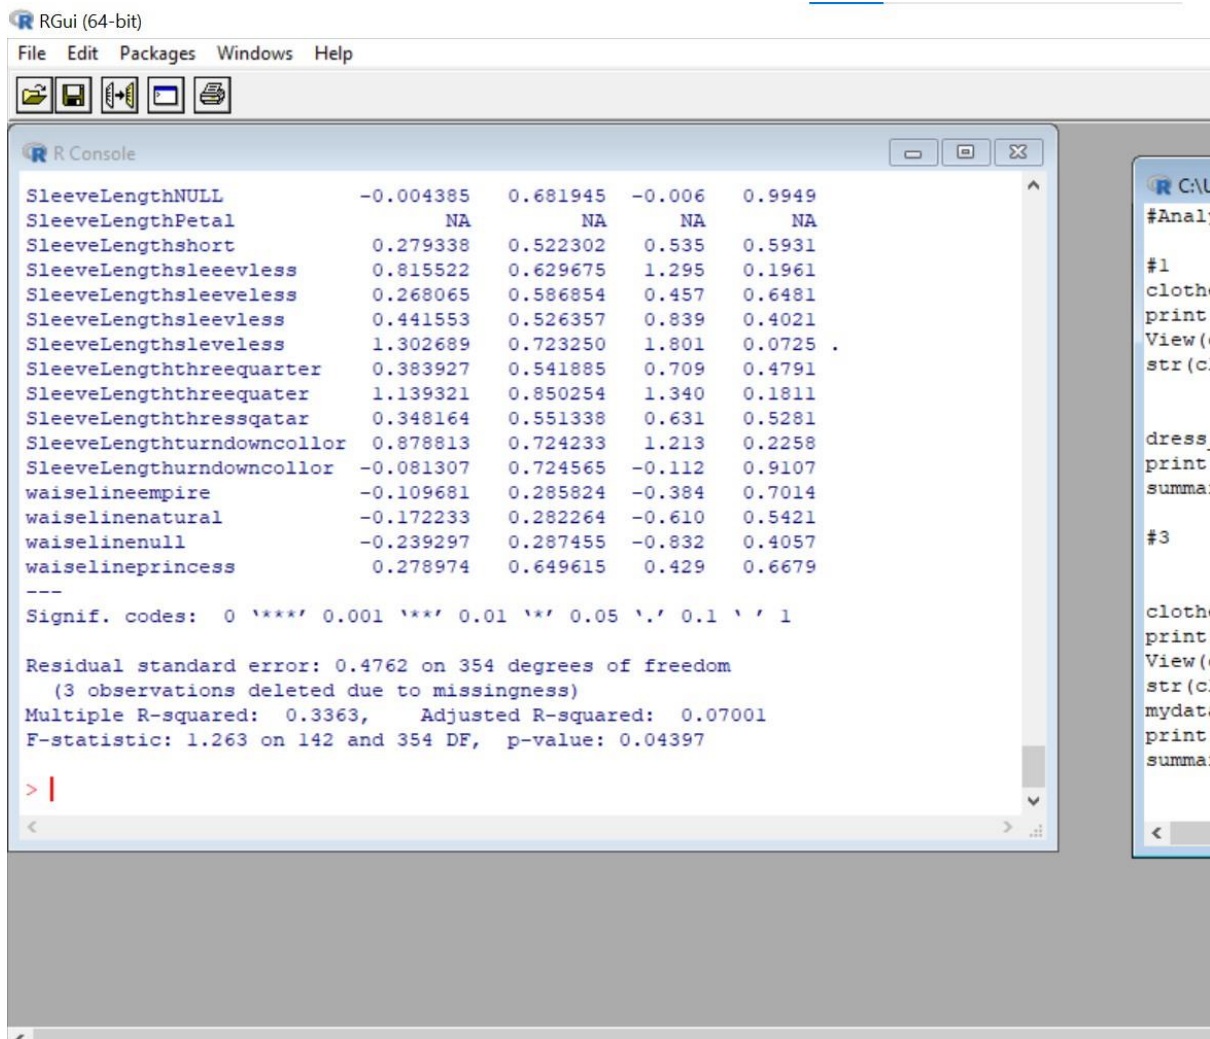 RGui (64-bit)
File Edit Packages Windows Help
R Console
SleeveLengthNULL -0.004385 0.681945 -0.006 0.9949
SleeveLengthPetal NA NA NA NA
SleeveLengthshort 0.279338 0.522302 0.535 0.5931
SleeveLengthsleeevless 0.815522 0.629675 1.295 0.1961
SleeveLengthsleeveless 0.268065 0.586854 0.457 0.6481
SleeveLengthsleevless 0.441553 0.526357 0.839 0.4021
SleeveLengthsleveless 1.302689 0.723250 1.801 0.0725 .
SleeveLengththreequarter 0.383927 0.541885 0.709 0.4791
SleeveLengththreequater 1.139321 0.850254 1.340 0.1811
SleeveLengththressqatar 0.348164 0.551338 0.631 0.5281
SleeveLengthturndowncollor 0.878813 0.724233 1.213 0.2258
SleeveLengthurndowncollor -0.081307 0.724565 -0.112 0.9107
waiselineempire -0.109681 0.285824 -0.384 0.7014
waiselinenatural -0.172233 0.282264 -0.610 0.5421
waiselinenull -0.239297 0.287455 -0.832 0.4057
waiselineprincess 0.278974 0.649615 0.429 0.6679
---
Signif. codes: 0 ‘***’ 0.001 ‘**’ 0.01 ‘*’ 0.05 ‘.’ 0.1 ‘ ’ 1
Residual standard error: 0.4762 on 354 degrees of freedom
(3 observations deleted due to missingness)
Multiple R-squared: 0.3363, Adjusted R-squared: 0.07001
F-statistic: 1.263 on 142 and 354 DF, p-value: 0.04397
>
C:\U
#Analy
#1
clothe
print
View(
str(cl
dress_
print
summar
#3
clothe
print
View(
str(cl
mydata
print
summar